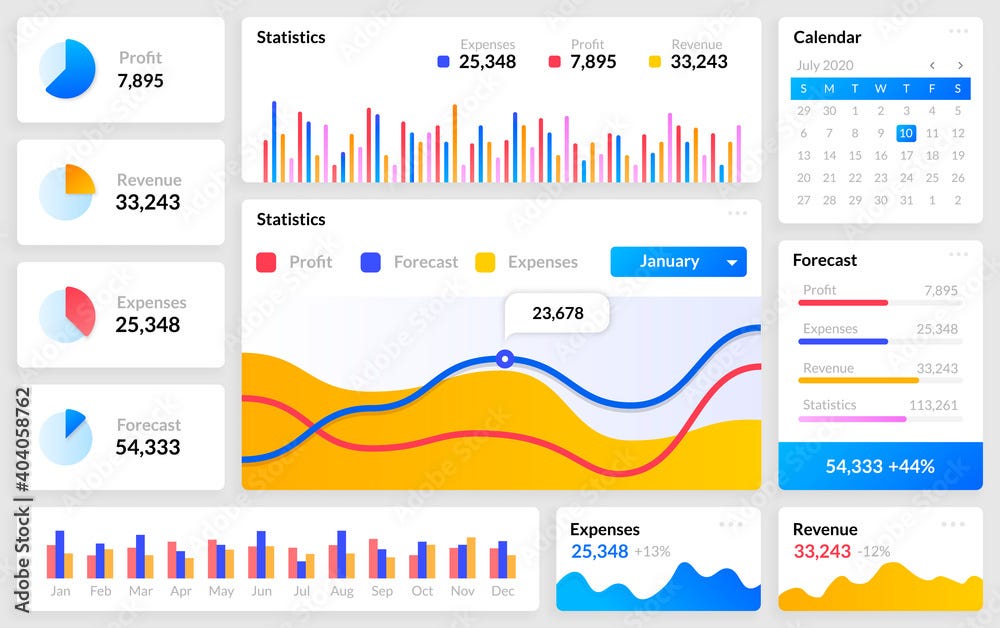 Profit
7,895
Revenue
33,243
Expenses
25,348
Forecast
54,333
Statistics
Expenses
25,348
Profit
7,895
Revenue
33,243
Statistics
Profit Forecast Expenses
January
23,678
Calendar
July 2020 < >
S M T W T F S
29 30 1 2 3 4 5
6 7 8 9 10 11 12
13 14 15 16 17 18 19
20 21 22 23 24 25 26
27 28 29 30 31 1 2
Forecast
Profit 7,895
Expenses 25,348
Revenue 33,243
Statistics 113,261
54,333 +44%
Jan Feb Mar Apr May Jun Jul Aug Sep Oct Nov Dec
Expenses
25,348 +13%
Revenue
33,243 -12%
Adobe Stock | #404058762